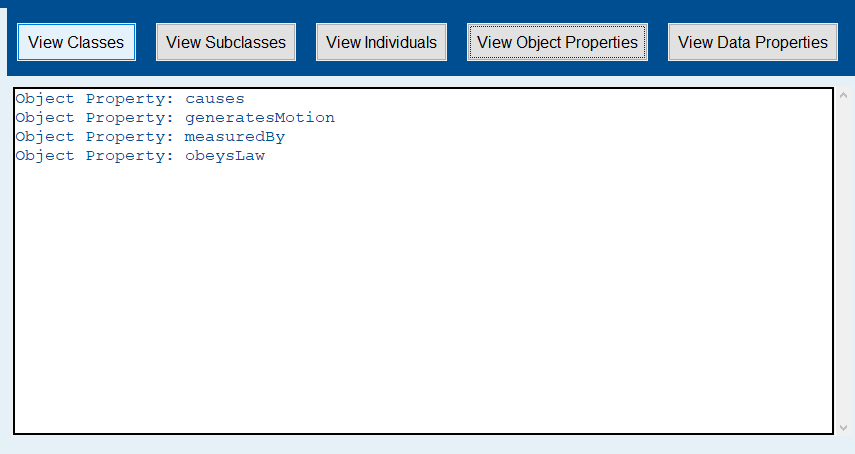 View Classes View Subclasses View Individuals View Object Properties View Data Properties
Object Property: causes
Object Property: generatesMotion
Object Property: measuredBy
Object Property: obeysLaw